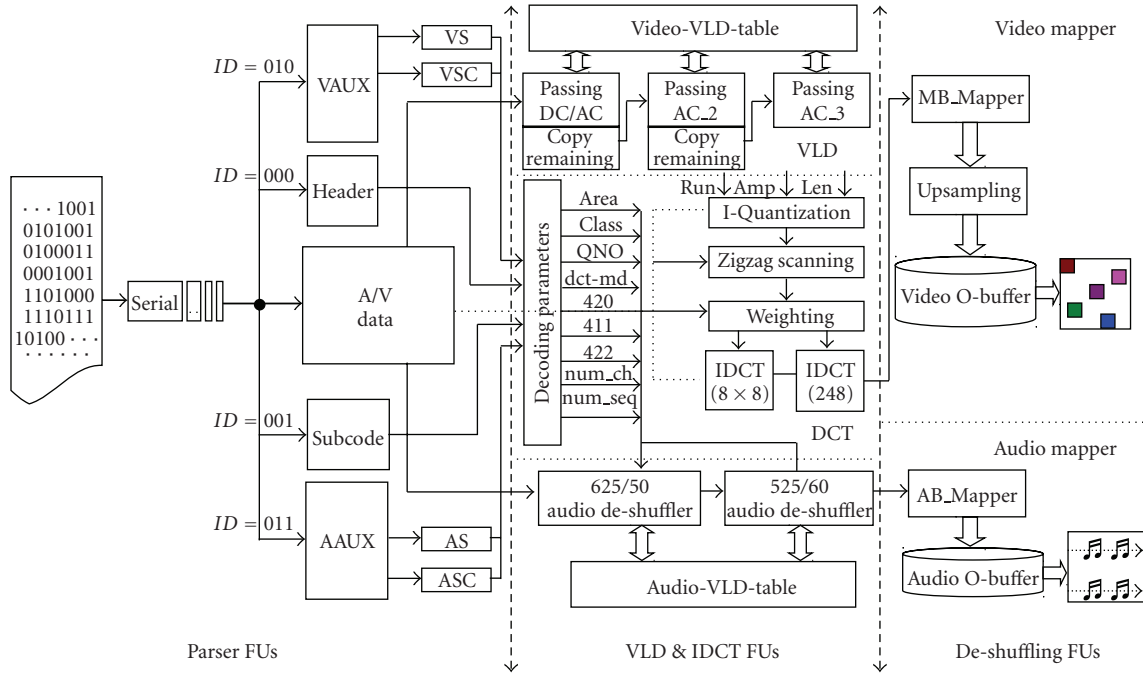 Video-VLD-table
Video mapper
VS
ID = 010
VAUX
VSC
Passing
DC/AC
Copy
remaining
Passing
AC_2
Copy
remaining
Passing
AC_3
VLD
MB_Mapper
ID = 000
Header
Run
Amp
Len
I-Quantization
Upsampling
· · · 1001
0101001
0100011
0001001
1101000
1110111
10100 · · ·
· · · · · ·
Serial
A/V
data
Decoding parameters
Area
Class
QNO
dct-md
420
411
422
num_ch
num_seq
Zigzag scanning
Weighting
IDCT
(8 × 8)
IDCT
(248)
Video O-buffer
ID = 001
Subcode
DCT
Audio mapper
625/50
audio de-shuffler
525/60
audio de-shuffler
AB_Mapper
ID = 011
AAUX
AS
ASC
Audio-VLD-table
Audio O-buffer
Parser FUs
VLD & IDCT FUs
De-shuffling FUs